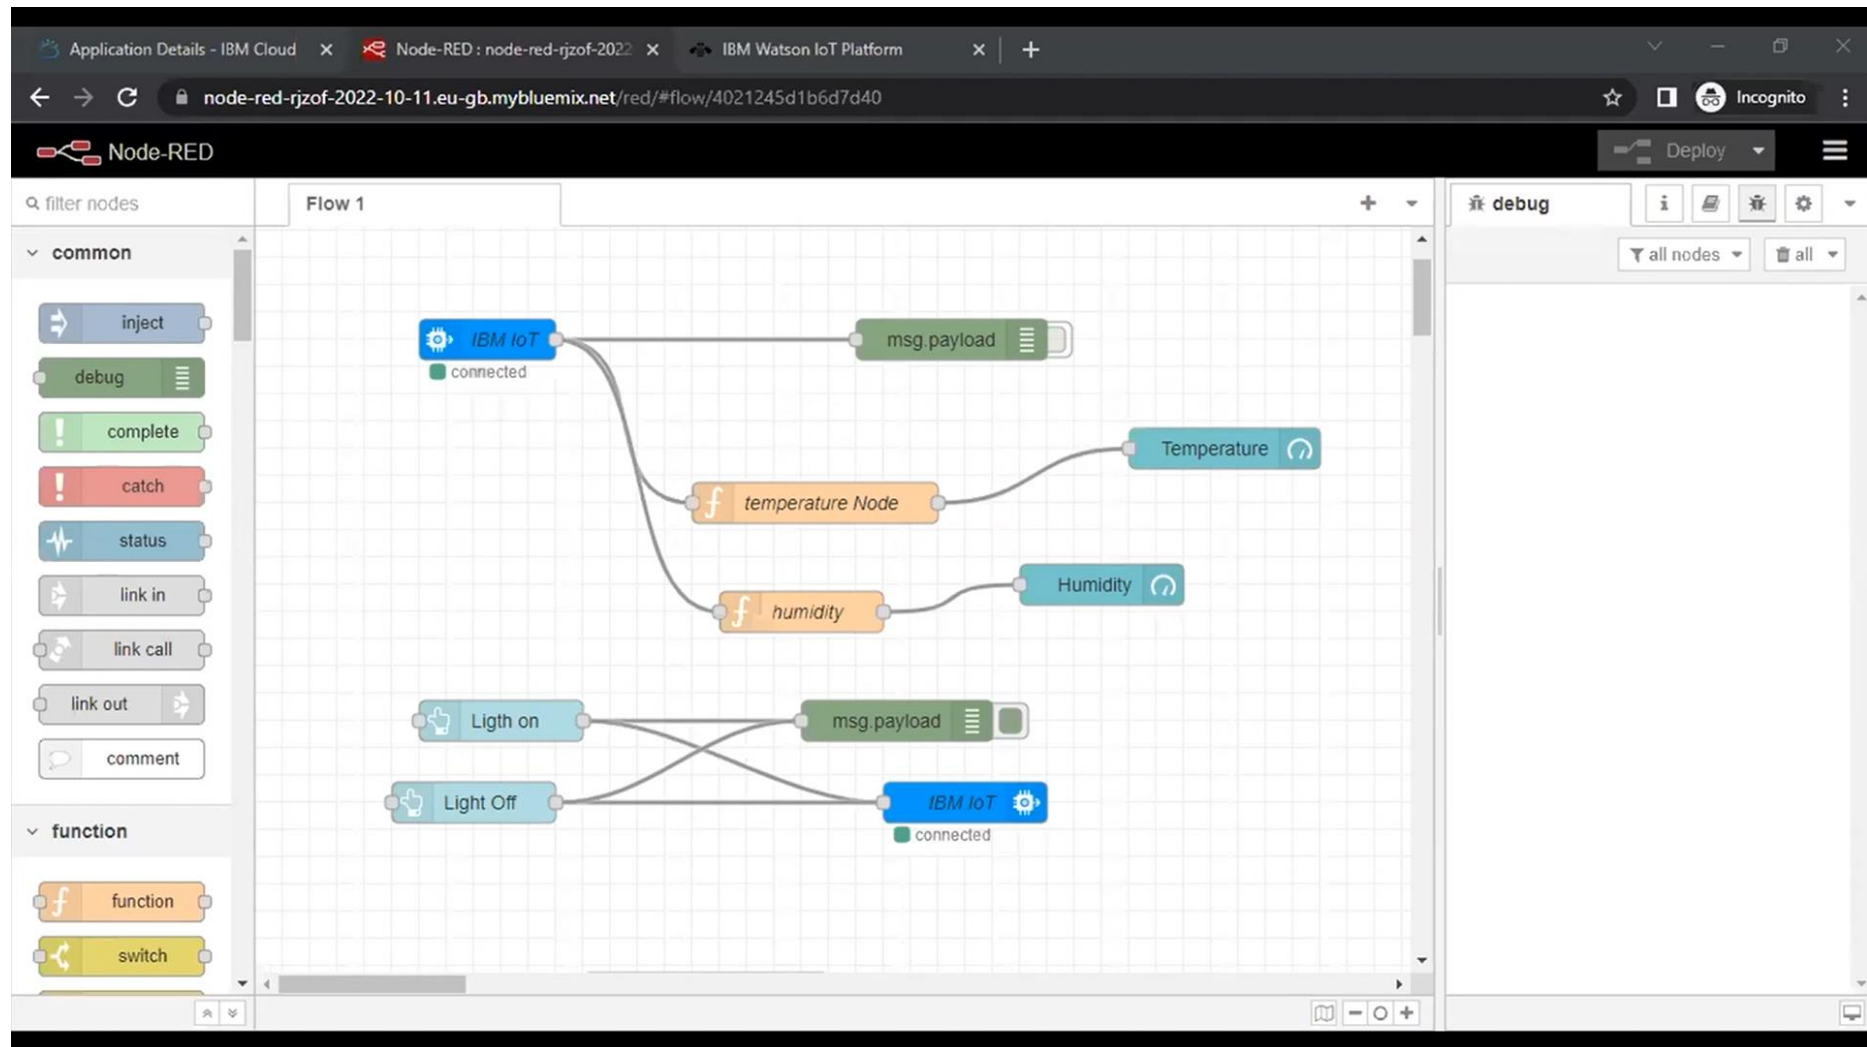 Application Details - IBM Cloud
Node-RED : node-red-rjzof-2022
IBM Watson IoT Platform
node-red-rjzof-2022-10-11.eu-gb.mybluemix.net/red/#flow/4021245d1b6d7d40
Incognito
Node-RED
Deploy
filter nodes
Flow 1
debug
all nodes
all
common
inject
debug
complete
catch
status
link in
link call
link out
comment
function
function
switch
IBM IoT
connected
msg.payload
Temperature
temperature Node
Humidity
humidity
Ligth on
msg.payload
Light Off
IBM IoT
connected